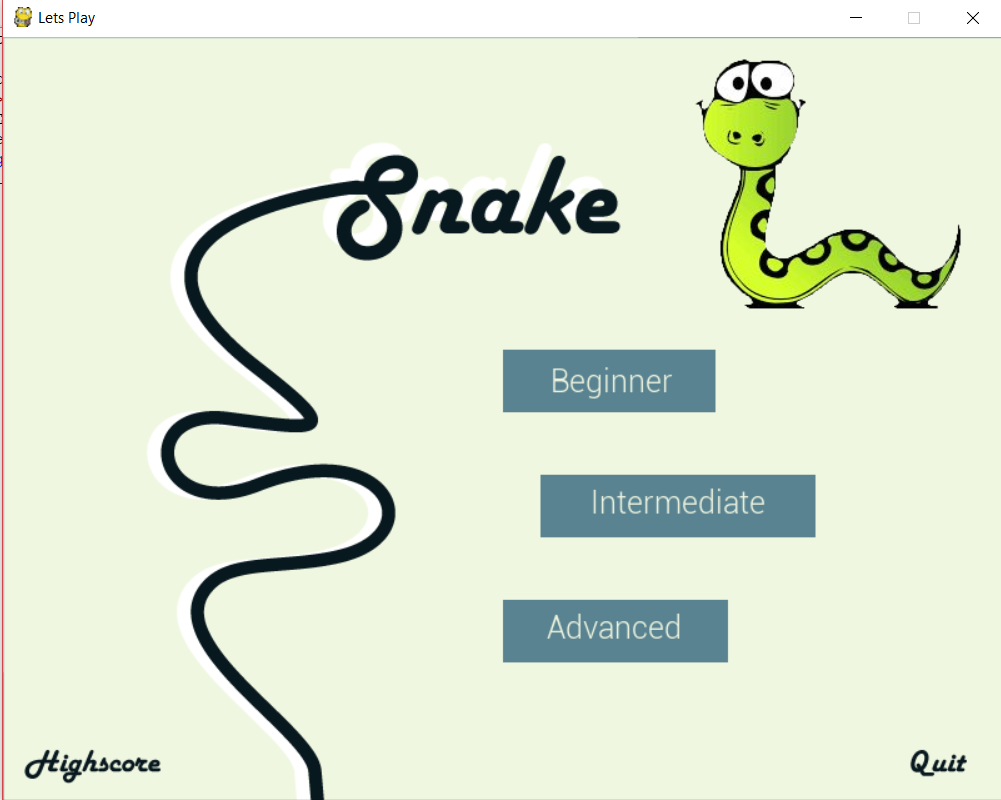 Lets Play
Snake
Beginner
Intermediate
Advanced
Highscore
Quit